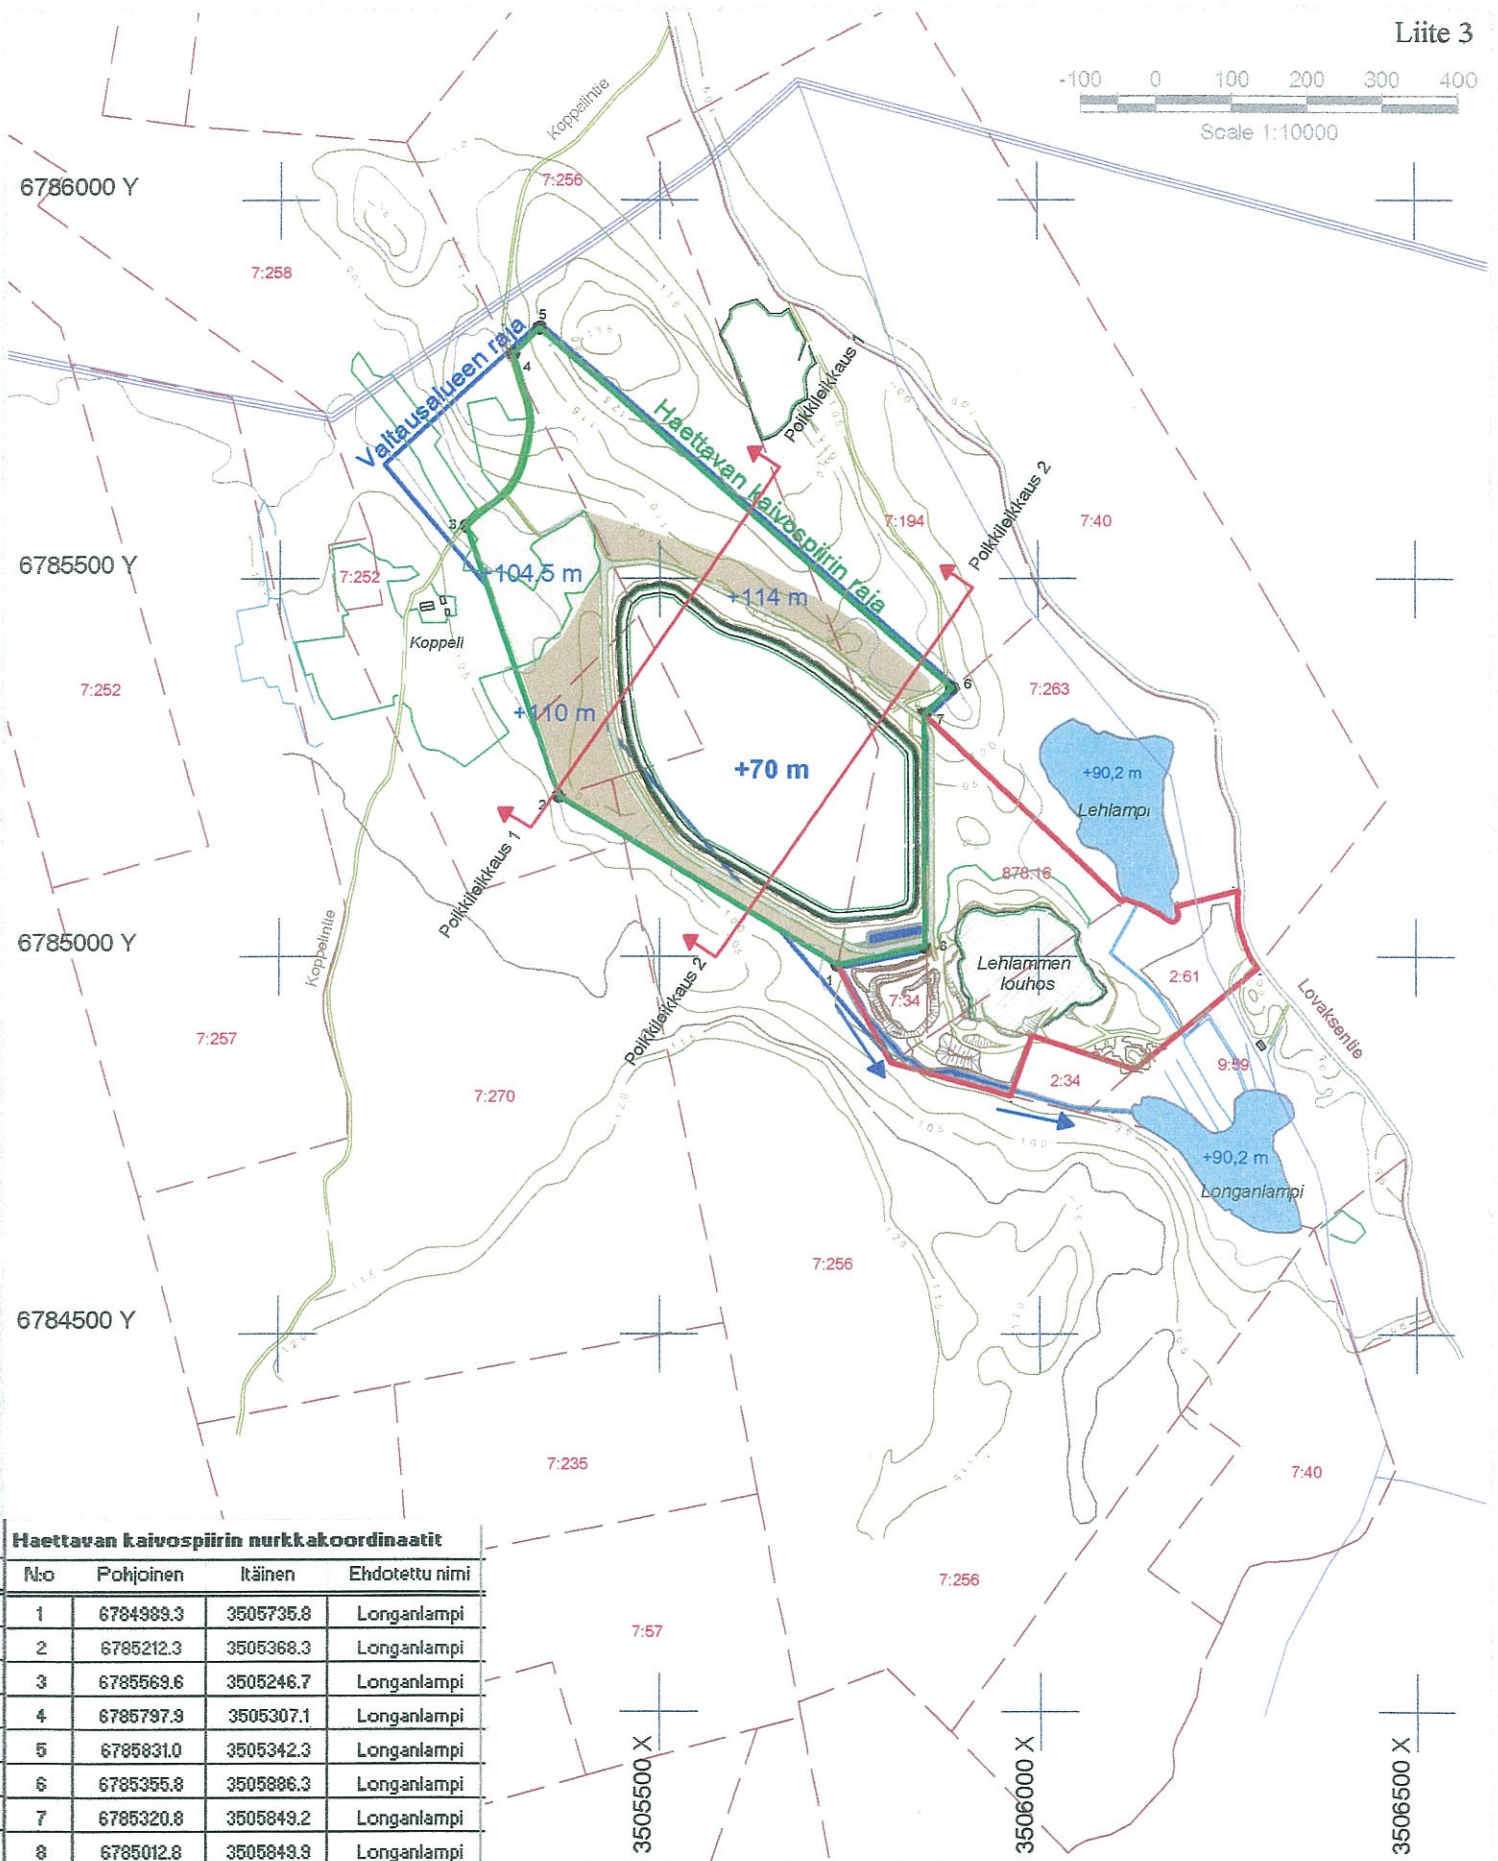 Liite 3
-100 0 100 200 300 400
Scale 1:10000
Koppelintie
6786000 Y
7:256
7:258
5
4
Valtausalueen raja
Poikkileikkaus 1
Haettavan kaivospiirin raja
Poikkileikkaus 2
7:194
7:40
3
6785500 Y
7:252
+104.5 m
+114 m
Koppeli
7:252
6
7:263
7
+110 m
+70 m
+90,2 m
Lehlampi
2
Poikkileikkaus 1
878:16
Koppelintie
6785000 Y
8
Lehlammen
louhos
1
7:34
2:61
Lovaksentie
Poikkileikkaus 2
7:257
7:270
2:34
9:59
+90,2 m
Longanlampi
7:256
6784500 Y
7:235
7:40
7:256
7:57
Haettavan kaivospiirin nurkkakoordinaatit
N:o Pohjoinen Itäinen Ehdotettu nimi
1 6784989.3 3505735.8 Longanlampi
2 6785212.3 3505368.3 Longanlampi
3 6785569.6 3505246.7 Longanlampi
4 6785797.9 3505307.1 Longanlampi
5 6785831.0 3505342.3 Longanlampi
6 6785355.8 3505886.3 Longanlampi
7 6785320.8 3505849.2 Longanlampi
8 6785012.8 3505849.9 Longanlampi
3505500 X
3506000 X
3506500 X